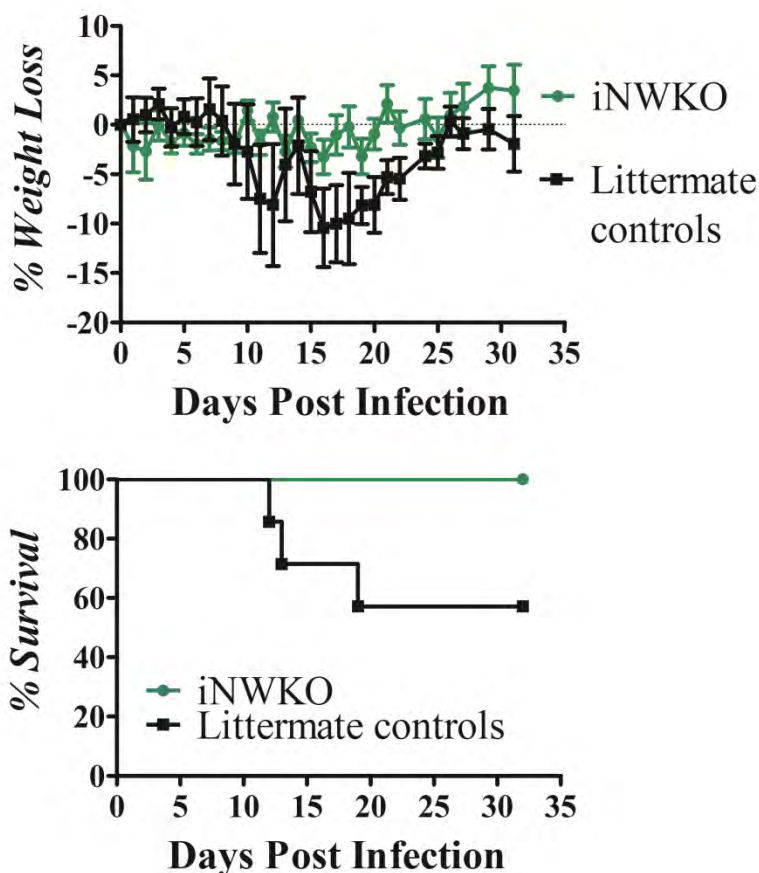 % Weight Loss
10
5
0
-5
-10
-15
-20
0 5 10 15 20 25 30 35
Days Post Infection
iNWKO
Littermate
controls
% Survival
100
80
60
40
20
0
0 5 10 15 20 25 30 35
Days Post Infection
iNWKO
Littermate controls